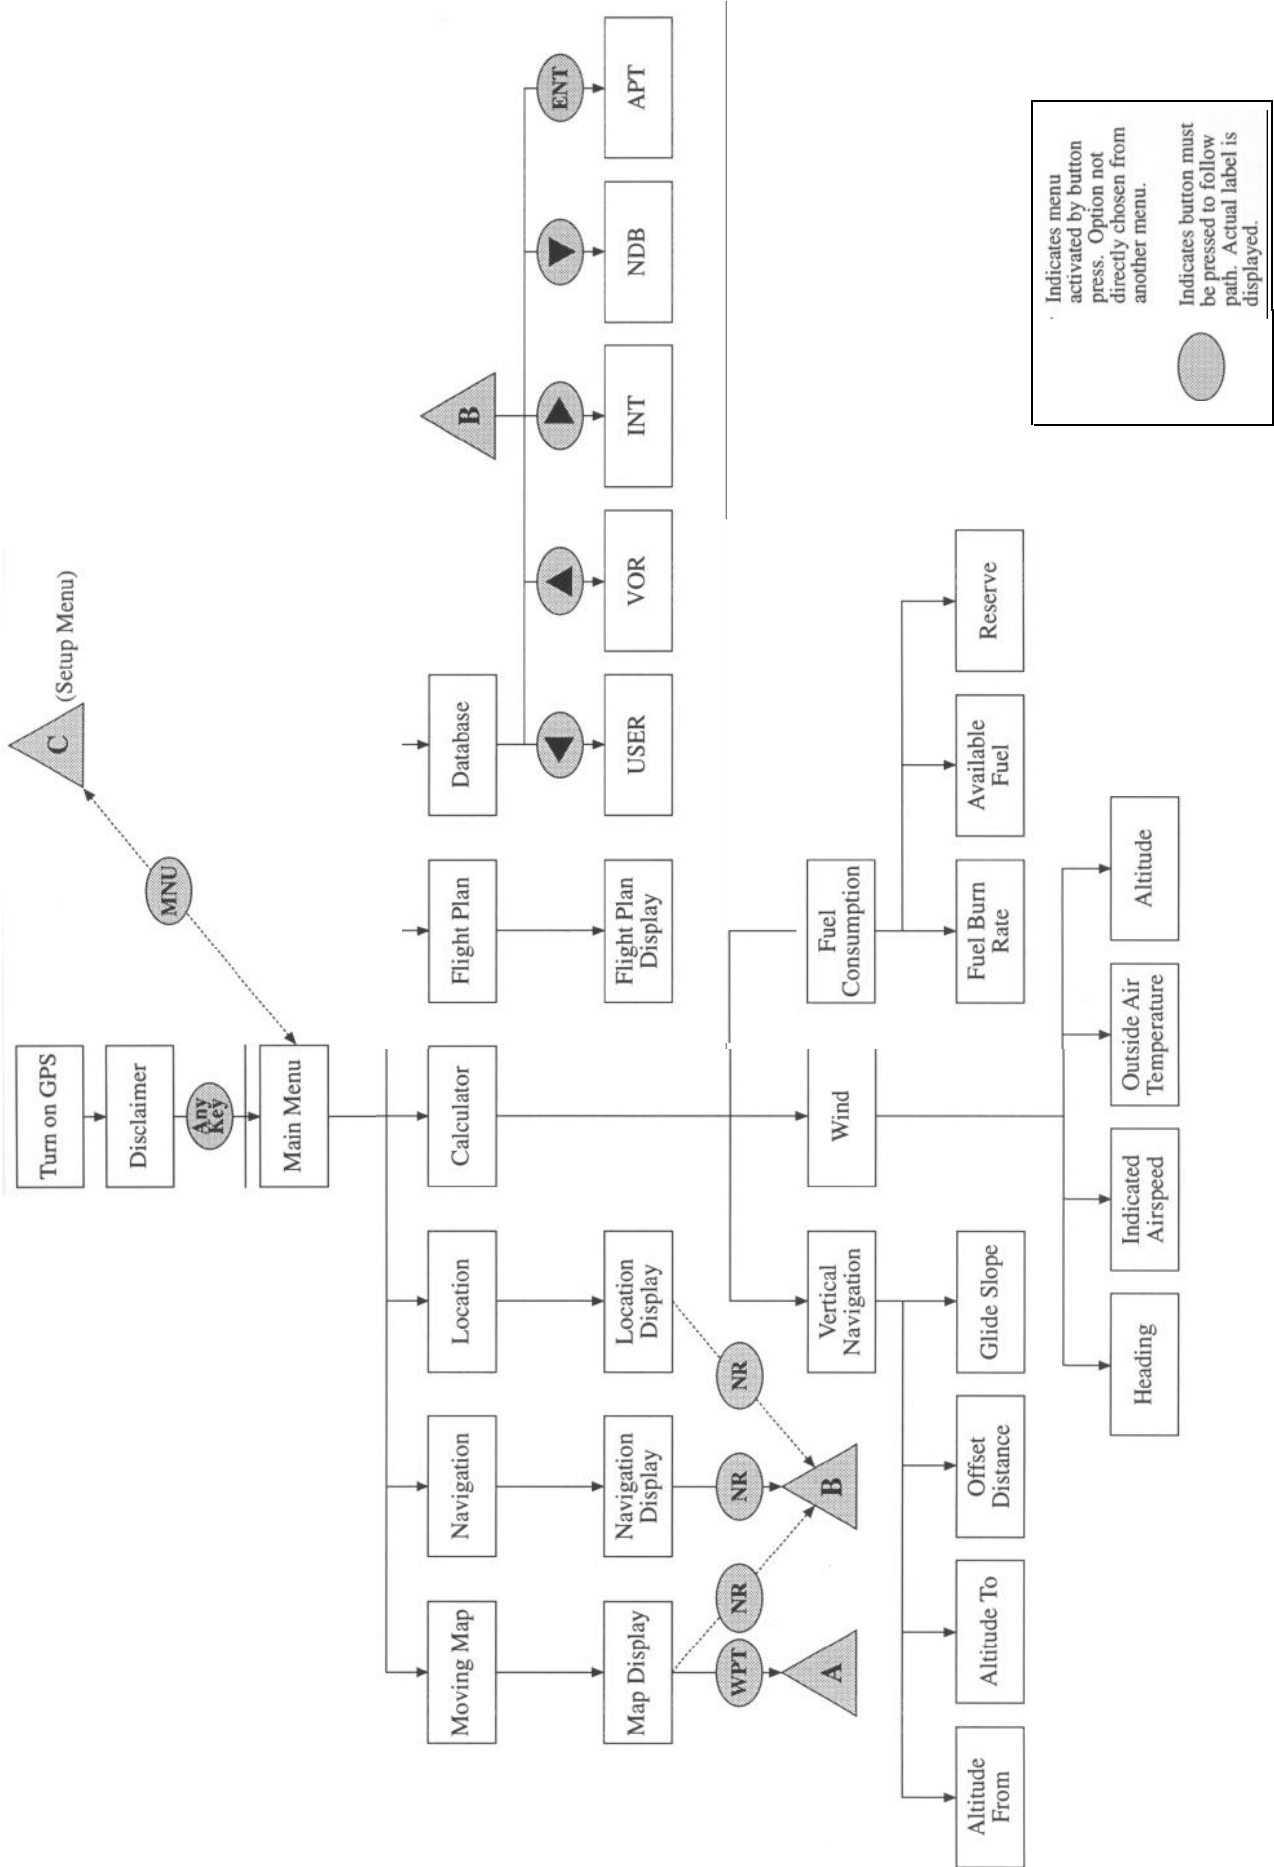 Turn on GPS
Disclaimer
Any
Key
Main Menu
MNU
C
(Setup Menu)
Moving Map
Navigation
Location
Calculator
Flight Plan
Database
B
ENT
Map Display
Navigation
Display
Location
Display
Flight Plan
Display
USER
VOR
INT
NDB
APT
WPT
NR
NR
NR
A
B
Vertical
Navigation
Wind
Fuel
Consumption
Altitude
From
Altitude To
Offset
Distance
Glide Slope
Fuel Burn
Rate
Available
Fuel
Reserve
Heading
Indicated
Airspeed
Outside Air
Temperature
Altitude
Indicates menu
activated by button
press. Option not
directly chosen from
another menu.
Indicates button must
be pressed to follow
path. Actual label is
displayed.